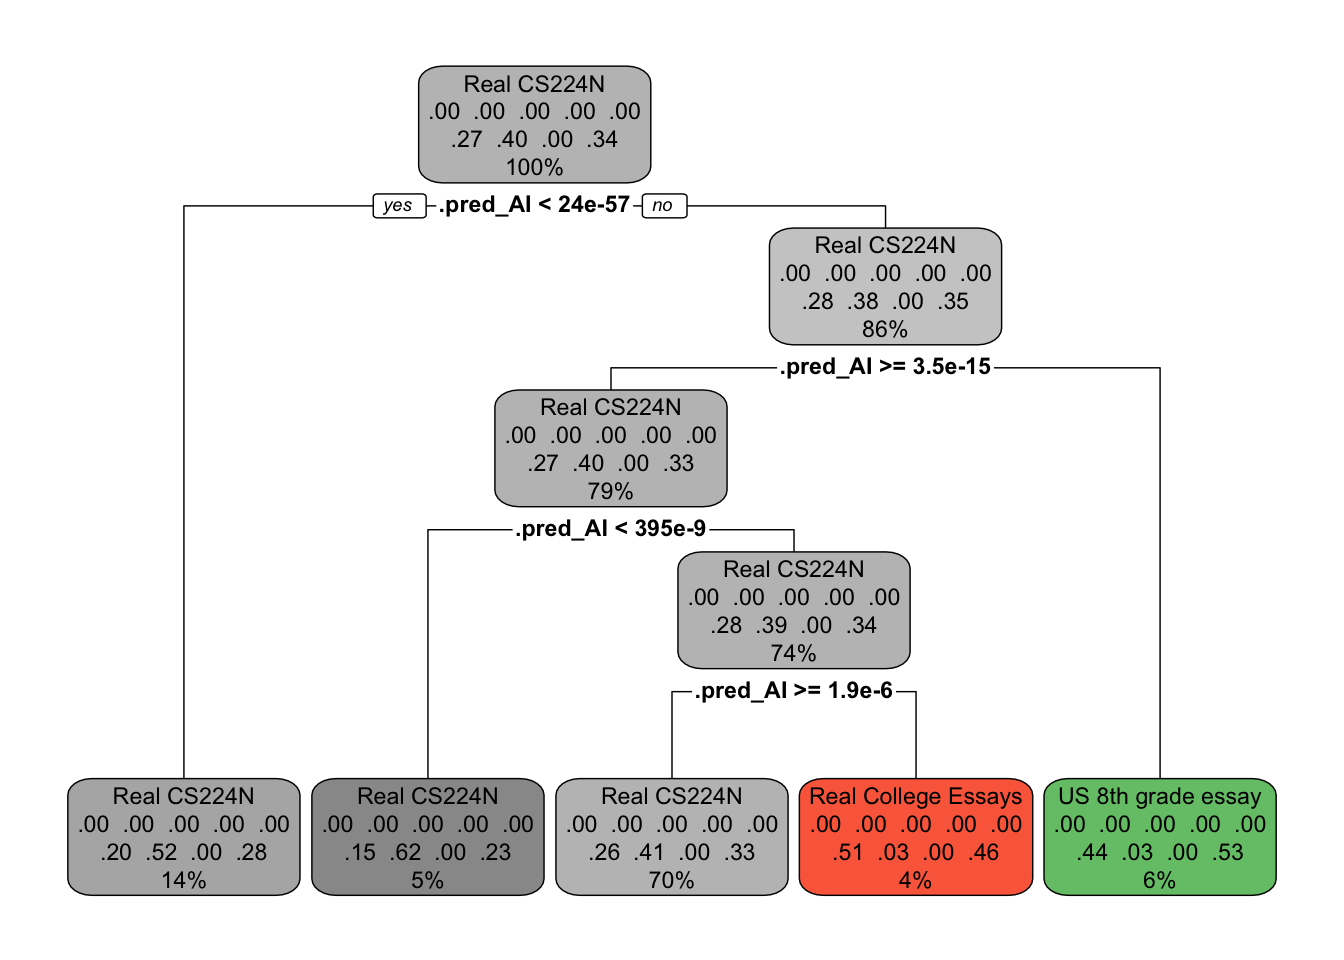 Real CS224N
.00 .00 .00 .00 .00
.27 .40 .00 .34
100%
yes .pred_AI < 24e-57 no
Real CS224N
.00 .00 .00 .00 .00
.28 .38 .00 .35
86%
.pred_AI >= 3.5e-15
Real CS224N
.00 .00 .00 .00 .00
.27 .40 .00 .33
79%
.pred_AI < 395e-9
Real CS224N
.00 .00 .00 .00 .00
.28 .39 .00 .34
74%
.pred_AI >= 1.9e-6
Real CS224N
.00 .00 .00 .00 .00
.20 .52 .00 .28
14%
Real CS224N
.00 .00 .00 .00 .00
.15 .62 .00 .23
5%
Real CS224N
.00 .00 .00 .00 .00
.26 .41 .00 .33
70%
Real College Essays
.00 .00 .00 .00 .00
.51 .03 .00 .46
4%
US 8th grade essay
.00 .00 .00 .00 .00
.44 .03 .00 .53
6%